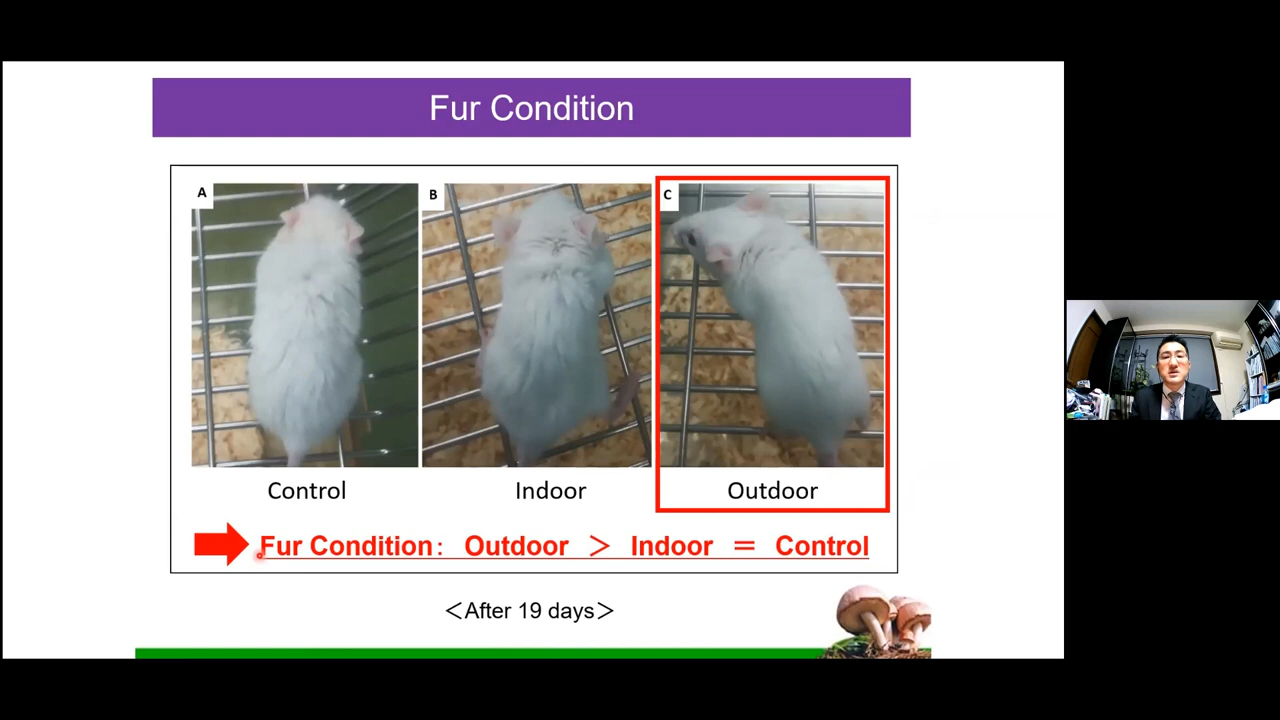 Fur Condition
A
B
C
Control
Indoor
Outdoor
Fur Condition: Outdoor > Indoor = Control
<After 19 days>